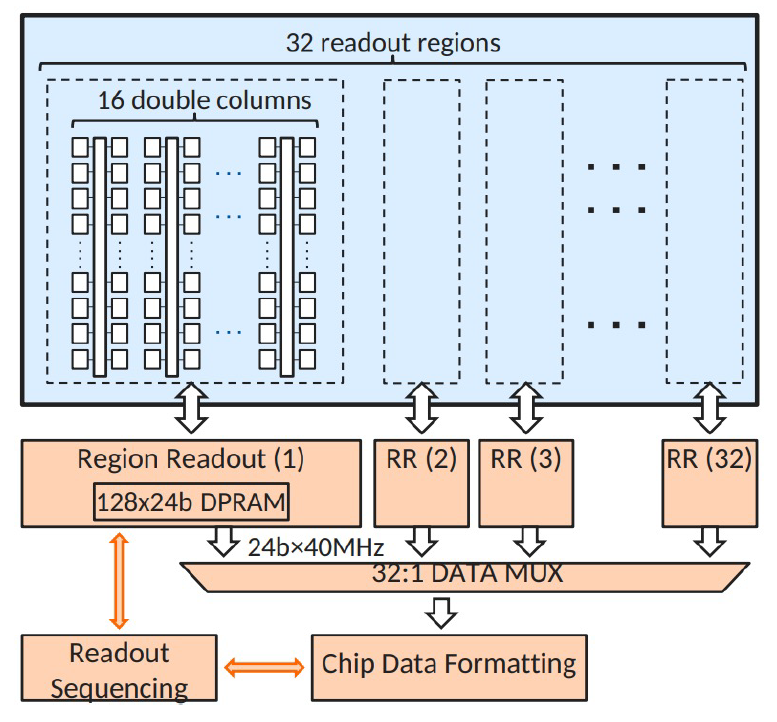 32 readout regions
16 double columns
Region Readout (1)
128x24b DPRAM
RR (2)
RR (3)
RR (32)
24b×40MHz
32:1 DATA MUX
Readout
Sequencing
Chip Data Formatting